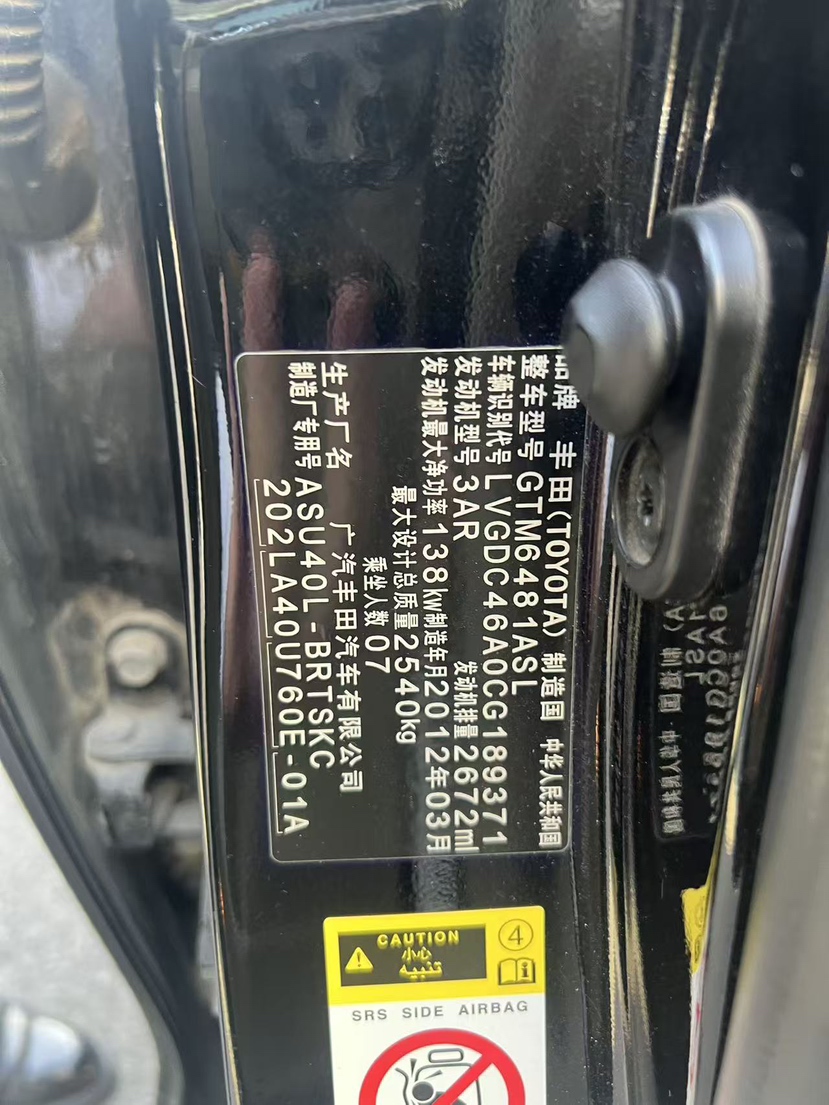 品牌 丰田(TOYOTA) 制造国 中华人民共和国
整车型号 GTM6481ASL
车辆识别代号 LVGDC46A0CG189371
发动机型号 3AR 发动机排量 2672ml
发动机最大净功率 138kW 制造年月 2012年03月
最大设计总质量 2540kg
乘坐人数 07
生产厂名 广汽丰田汽车有限公司
制造厂专用号 ASU40L-BRTSKC
202LA40U760E-01A
CAUTION
小心
تنبيه
4
SRS SIDE AIRBAG